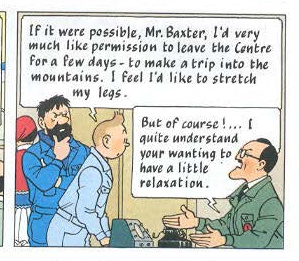 If it were possible, Mr. Baxter, I'd very
much like permission to leave the Centre
for a few days - to make a trip into the
mountains. I feel I'd like to stretch
my legs.
But of course!... I
quite understand
your wanting to
have a little
relaxation.